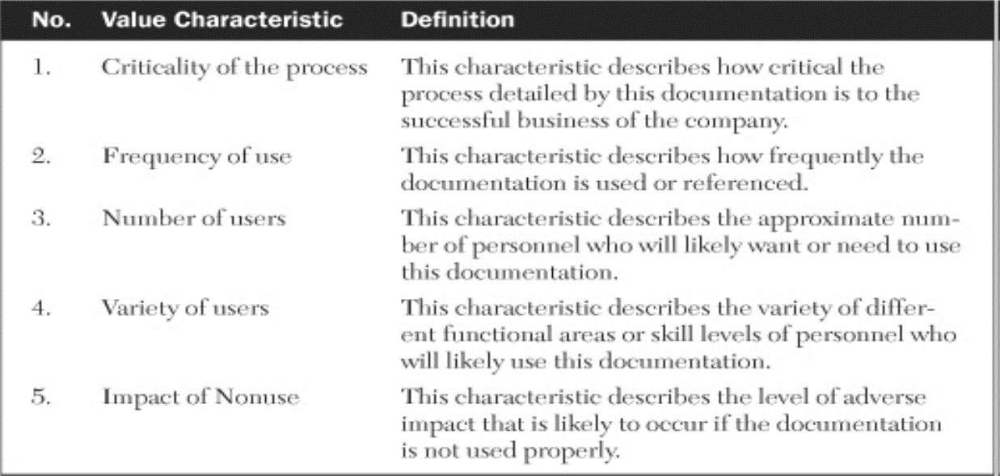 No. Value Characteristic Definition
1. Criticality of the process This characteristic describes how critical the
process detailed by this documentation is to the
successful business of the company.
2. Frequency of use This characteristic describes how frequently the
documentation is used or referenced.
3. Number of users This characteristic describes the approximate num-
ber of personnel who will likely want or need to use
this documentation.
4. Variety of users This characteristic describes the variety of differ-
ent functional areas or skill levels of personnel who
will likely use this documentation.
5. Impact of Nonuse This characteristic describes the level of adverse
impact that is likely to occur if the documentation
is not used properly.